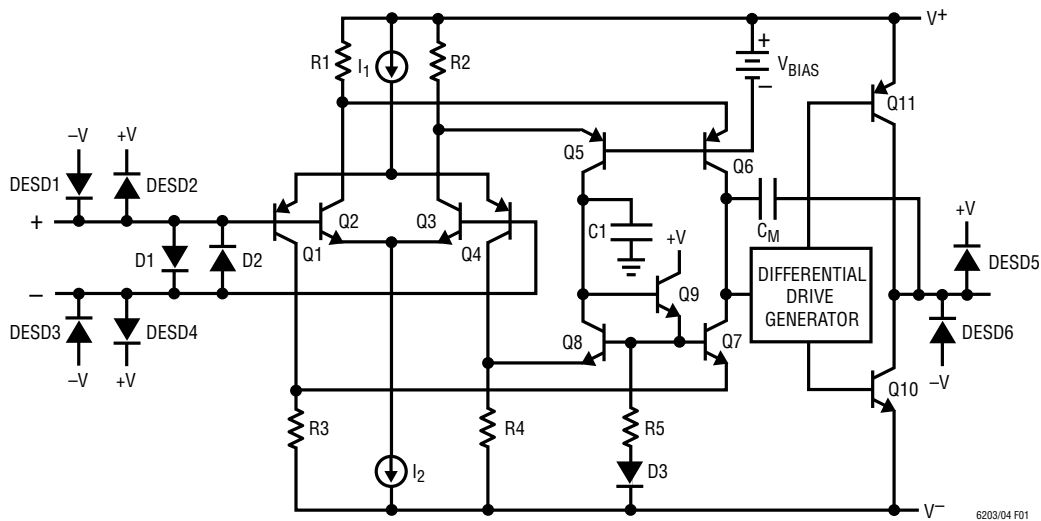 V+
R1
I1
R2
+
VBIAS
–
Q11
–V
+V
Q5
Q6
DESD1
DESD2
+
Q2
Q3
C1
CM
+V
D1
D2
Q1
Q4
+V
DESD5
–
DIFFERENTIAL
DRIVE
GENERATOR
Q9
DESD3
DESD4
Q8
Q7
DESD6
–V
+V
–V
Q10
R3
R4
R5
I2
D3
V–
6203/04 F01